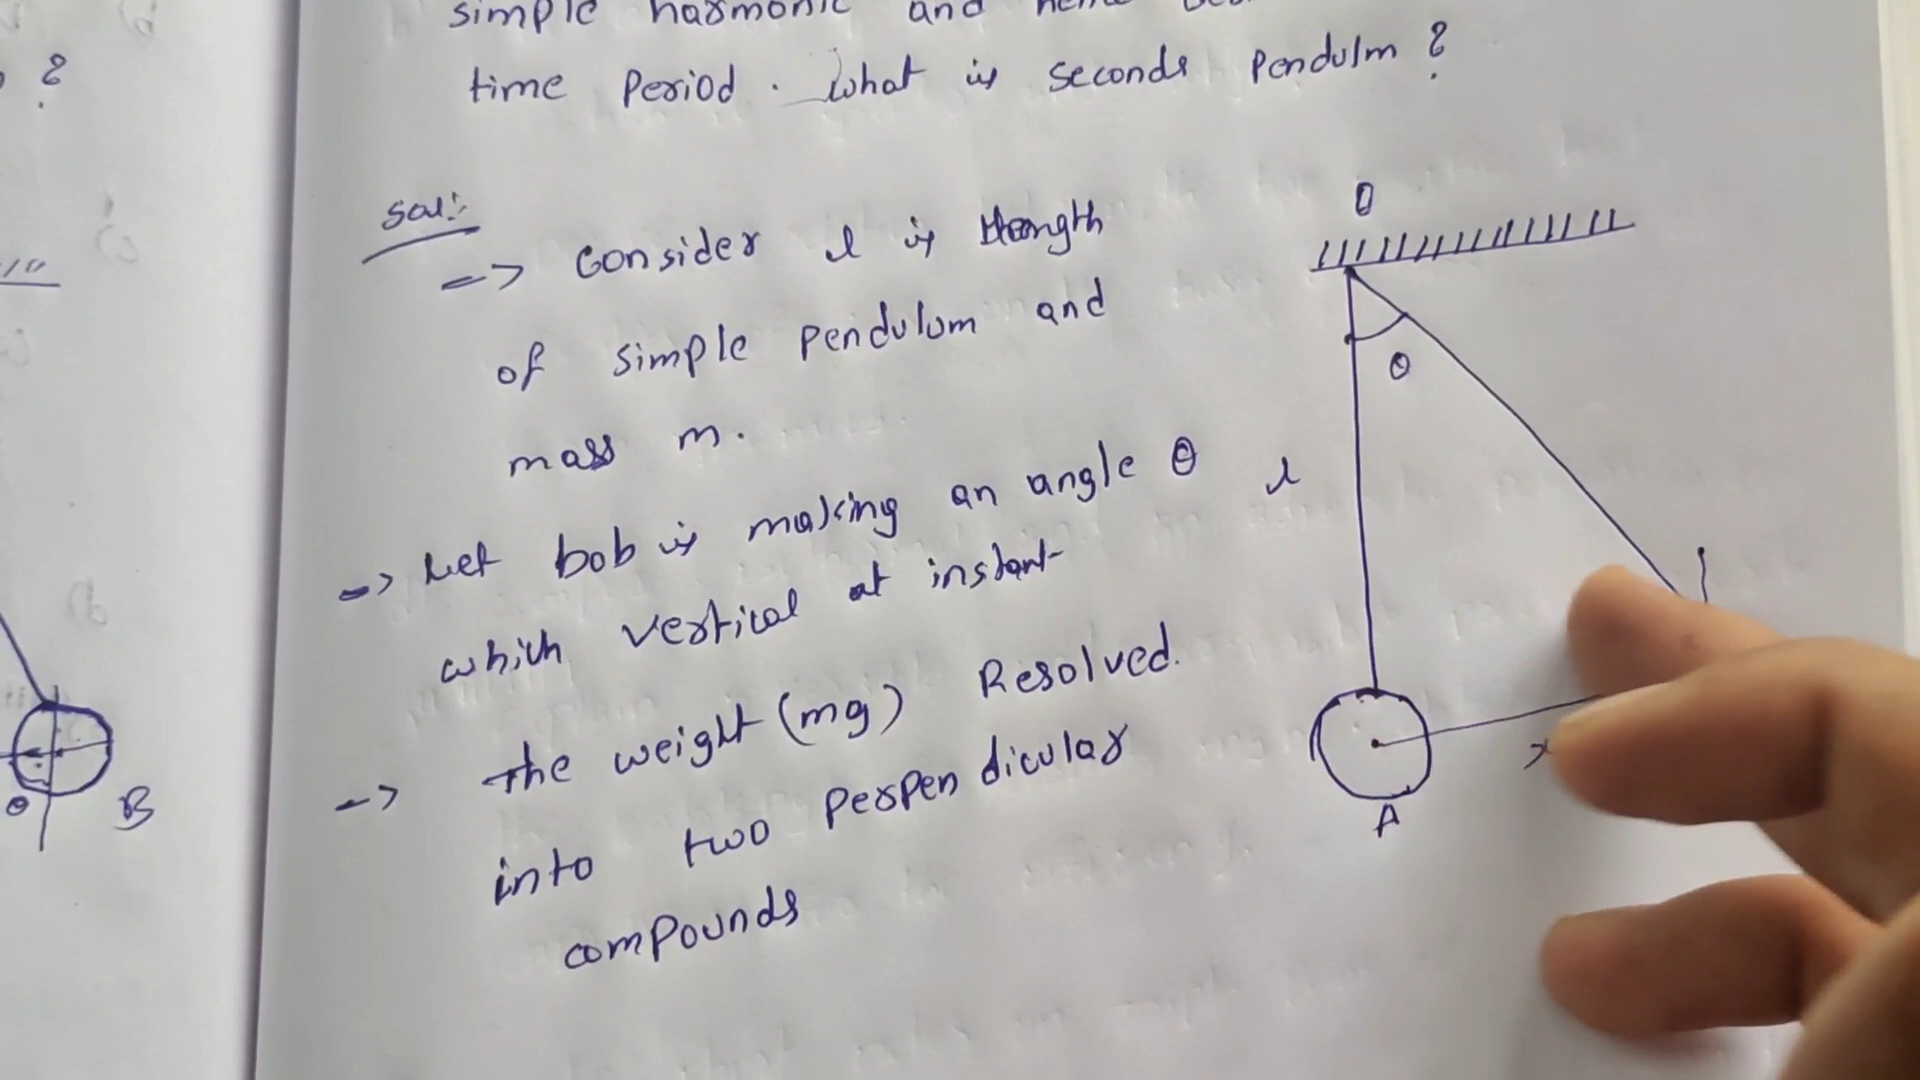 simple harmonic and
time Period. what is seconds Pendulm?
sol:-
=> Consider l is length
of simple Pendulum and
mass m.
-> Let bob is making an angle θ
which vertical at instant
-> The weight (mg) Resolved.
into two Perpendicular
compounds
O
θ
l
x
A
?
θ
B